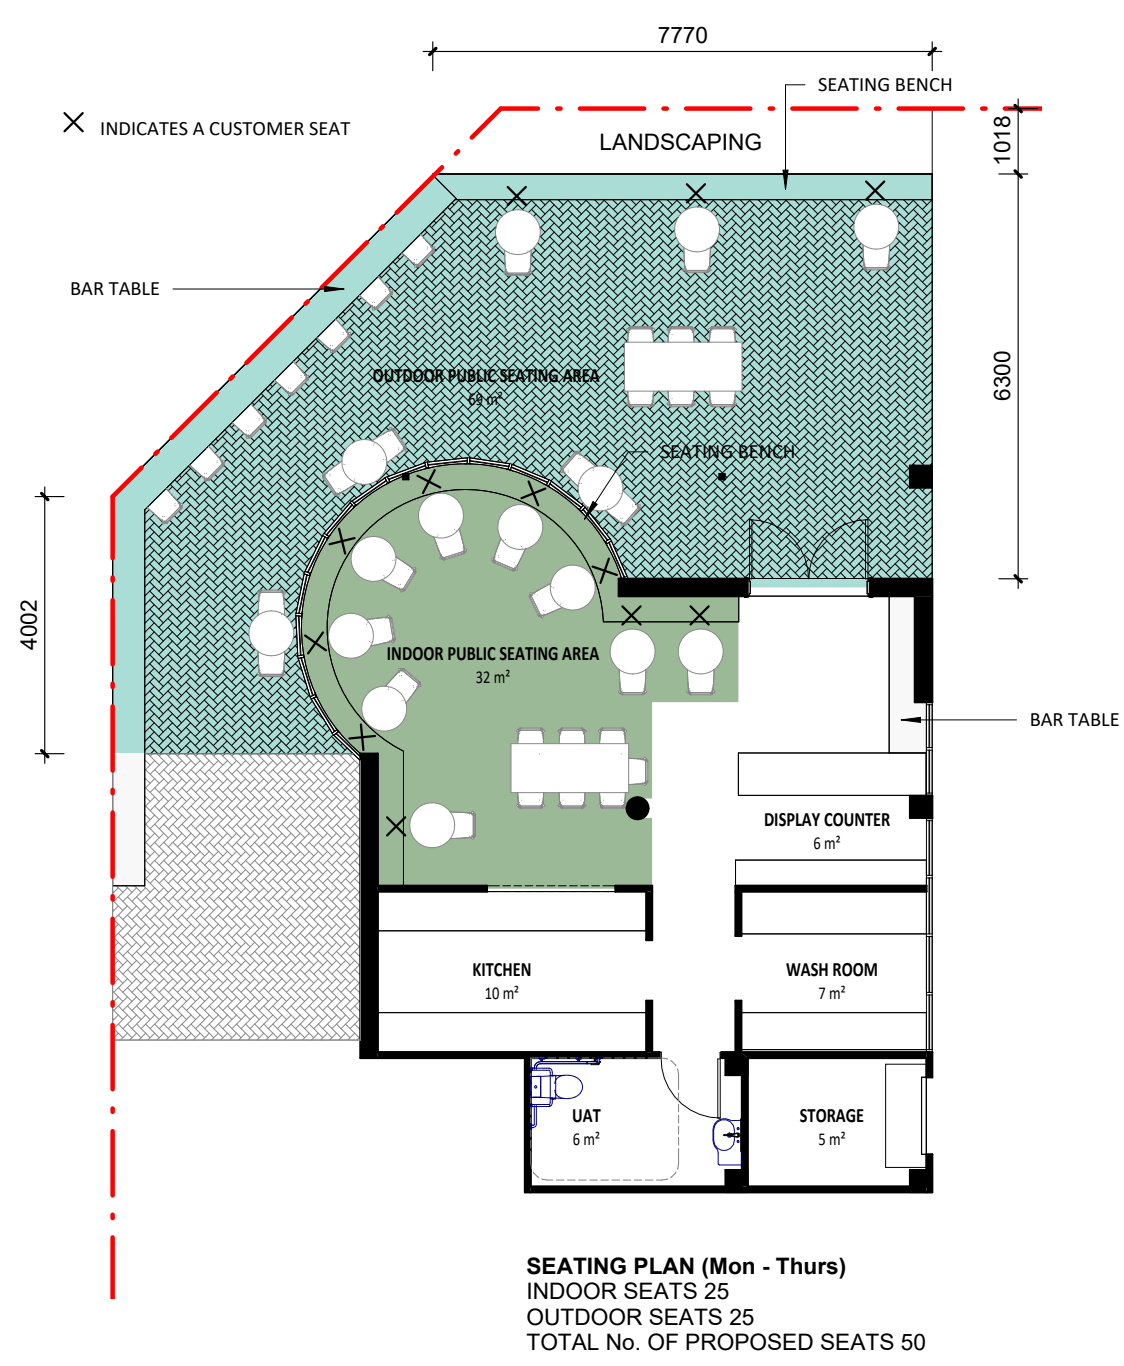 7770
SEATING BENCH
INDICATES A CUSTOMER SEAT
LANDSCAPING
1018
BAR TABLE
OUTDOOR PUBLIC SEATING AREA
69 m²
6300
SEATING BENCH
4002
INDOOR PUBLIC SEATING AREA
32 m²
BAR TABLE
DISPLAY COUNTER
6 m²
KITCHEN
10 m²
WASH ROOM
7 m²
UAT
6 m²
STORAGE
5 m²
SEATING PLAN (Mon - Thurs)
INDOOR SEATS 25
OUTDOOR SEATS 25
TOTAL No. OF PROPOSED SEATS 50